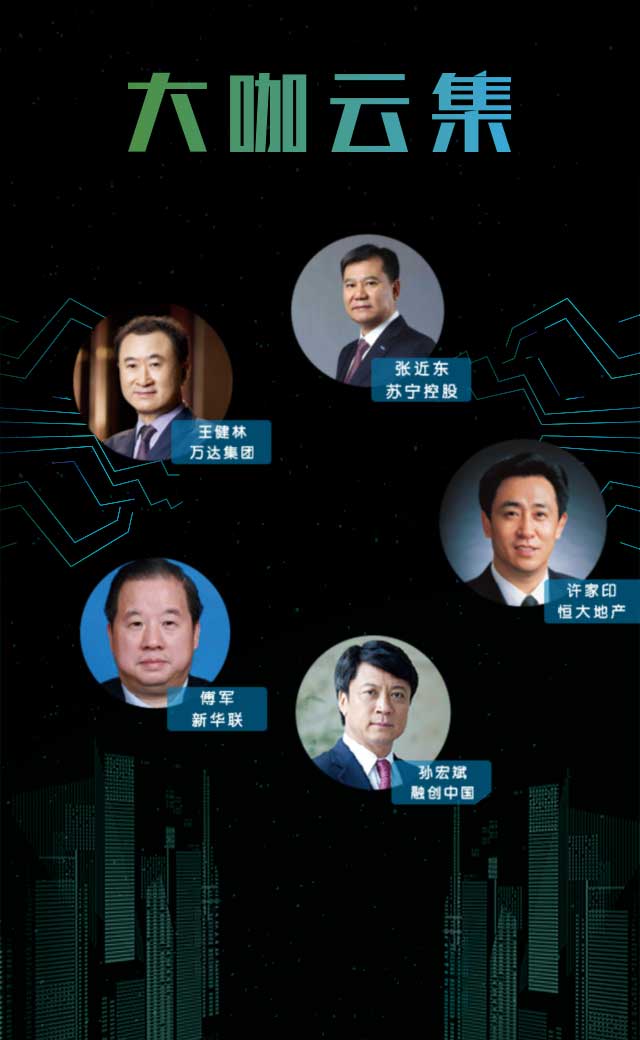 大咖云集
张近东
苏宁控股
王健林
万达集团
许家印
恒大地产
傅军
新华联
孙宏斌
融创中国